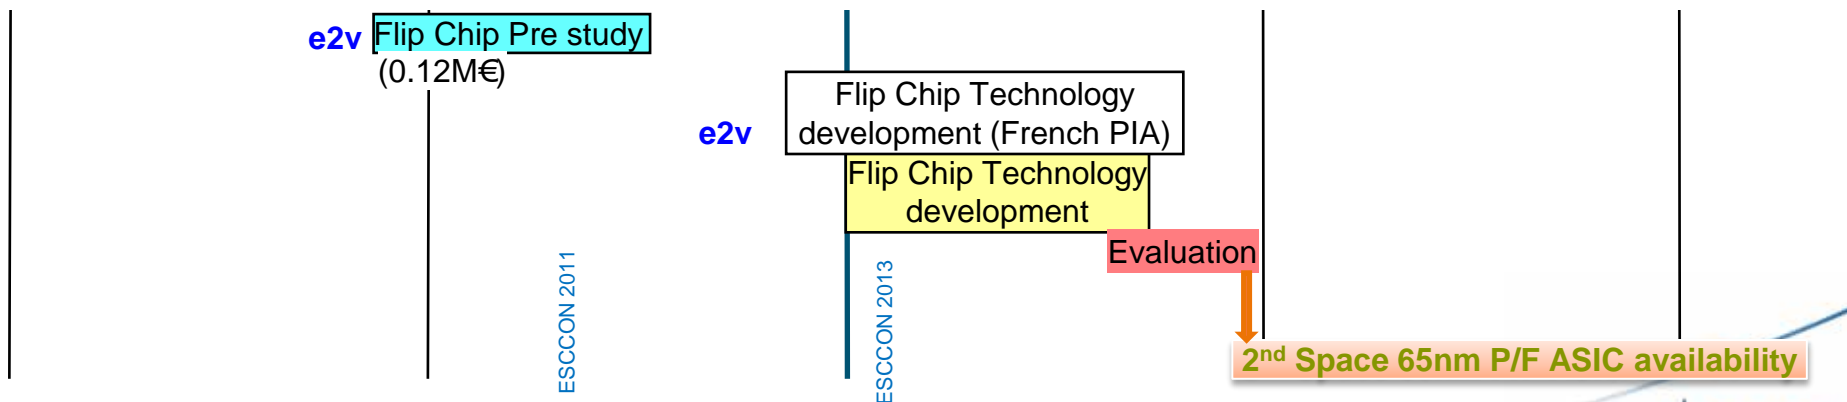 e2v Flip Chip Pre study
(0.12M€)
Flip Chip Technology
e2v development (French PIA)
Flip Chip Technology
development
Evaluation
ESCCON 2011
ESCCON 2013
2nd Space 65nm P/F ASIC availability